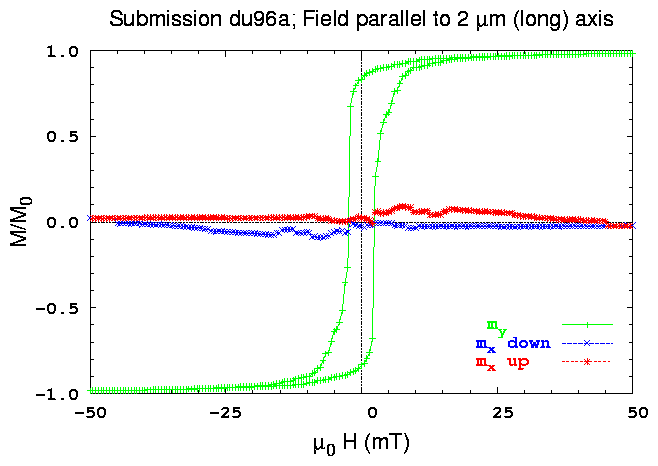 Submission du96a; Field parallel to 2 µm (long) axis
1.0
0.5
0.0
−0.5
−1.0
M/M0
−50
−25
0
25
50
µ0 H (mT)
my
mx down
mx up